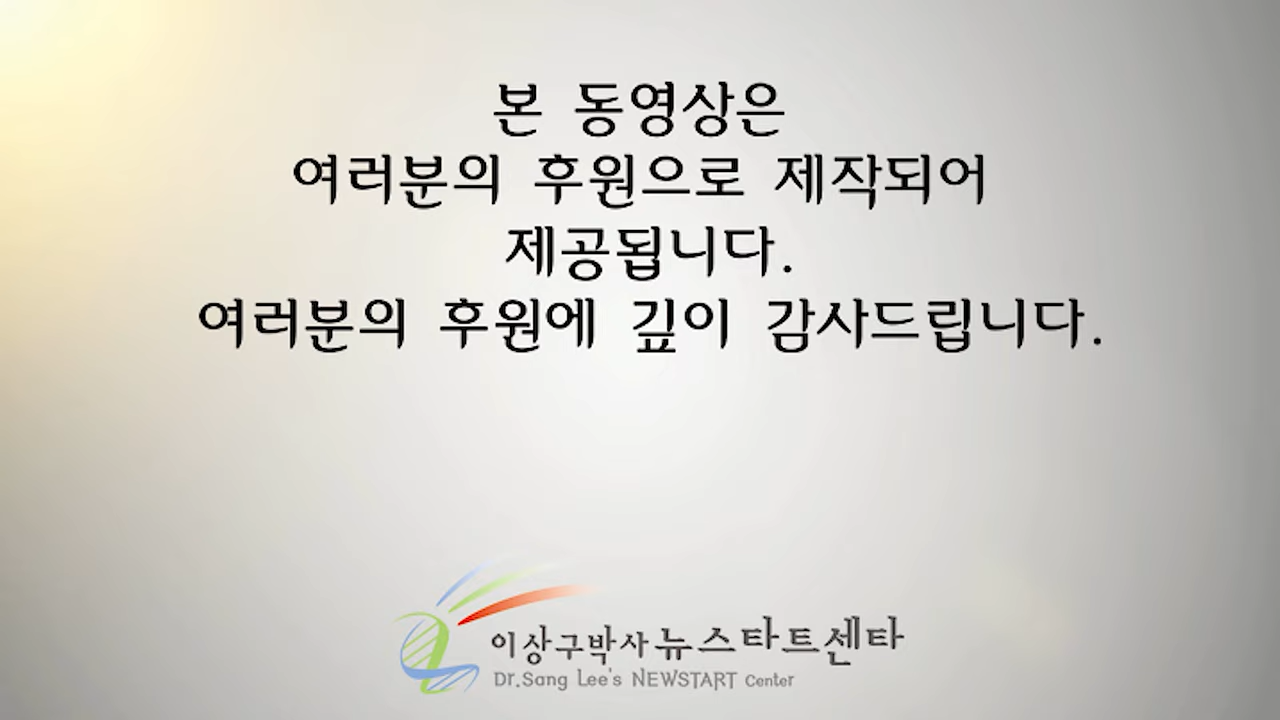 본 동영상은
여러분의 후원으로 제작되어
제공됩니다.
여러분의 후원에 깊이 감사드립니다.
이상구박사 뉴스타트센타
Dr.Sang Lee's NEWSTART Center